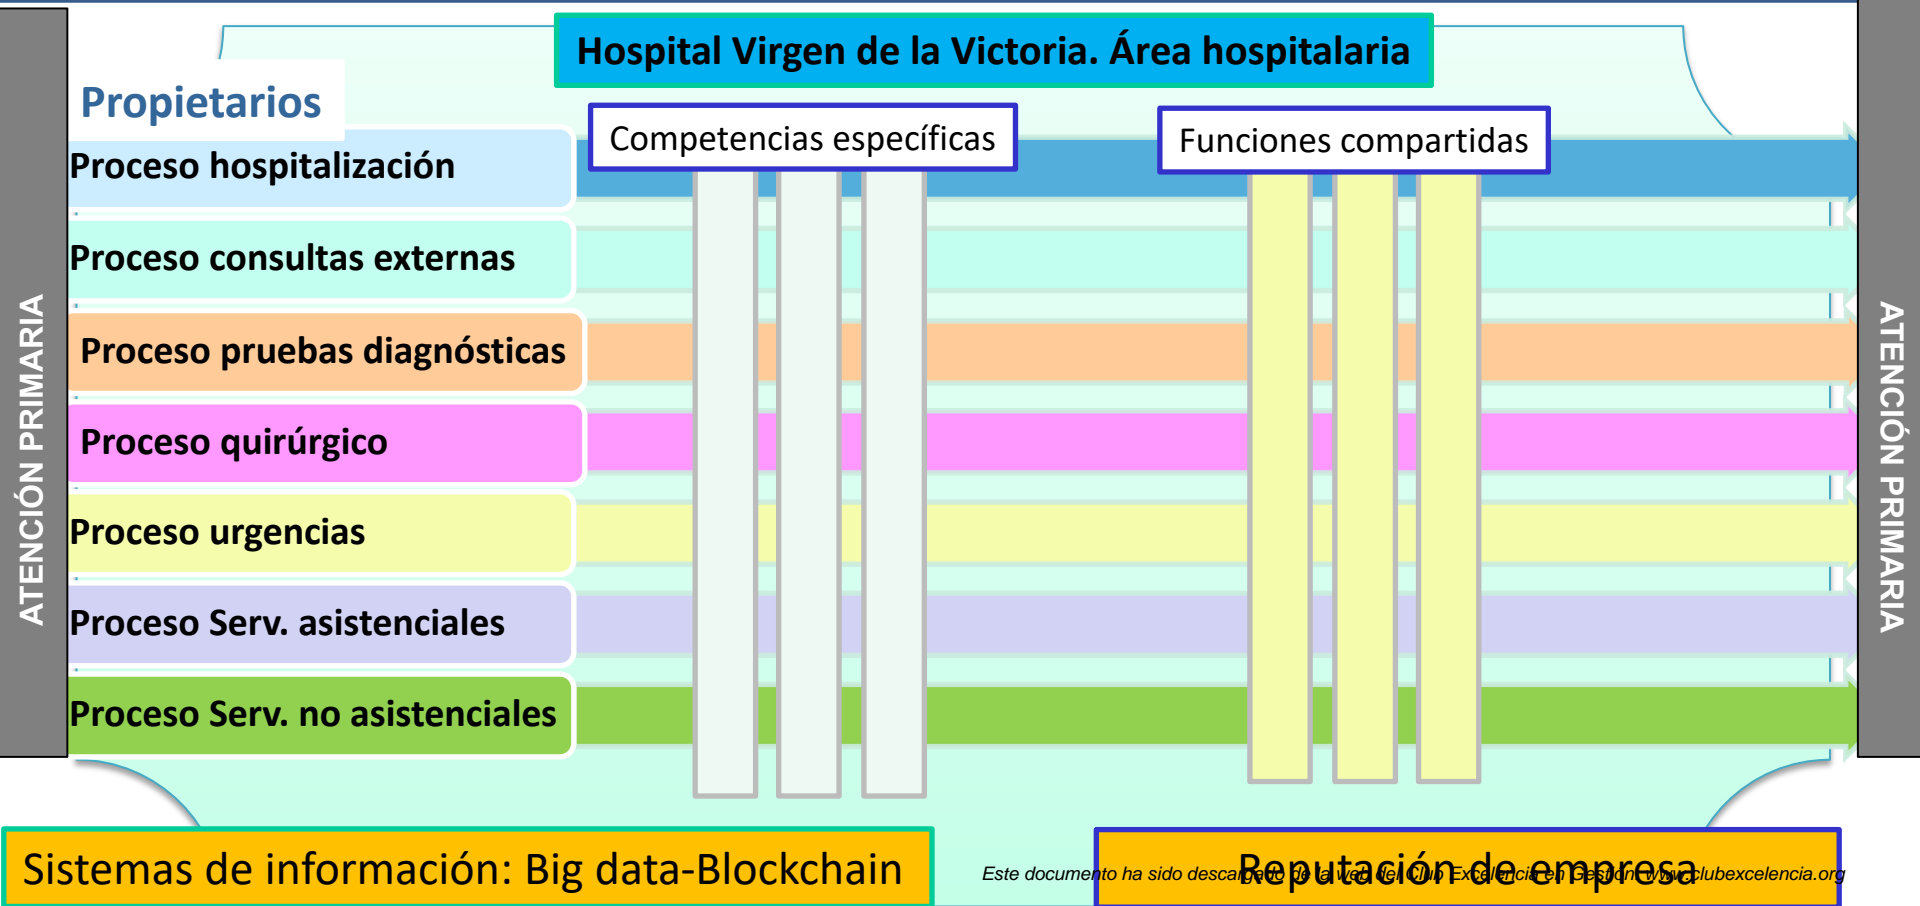 Hospital Virgen de la Victoria. Área hospitalaria
Propietarios
Competencias específicas
Funciones compartidas
Proceso hospitalización
Proceso consultas externas
Proceso pruebas diagnósticas
Proceso quirúrgico
Proceso urgencias
Proceso Serv. asistenciales
Proceso Serv. no asistenciales
ATENCIÓN PRIMARIA
ATENCIÓN PRIMARIA
Sistemas de información: Big data-Blockchain
Reputación de empresa
Este documento ha sido descargado de la web del Club Excelencia en Gestión. www.clubexcelencia.org